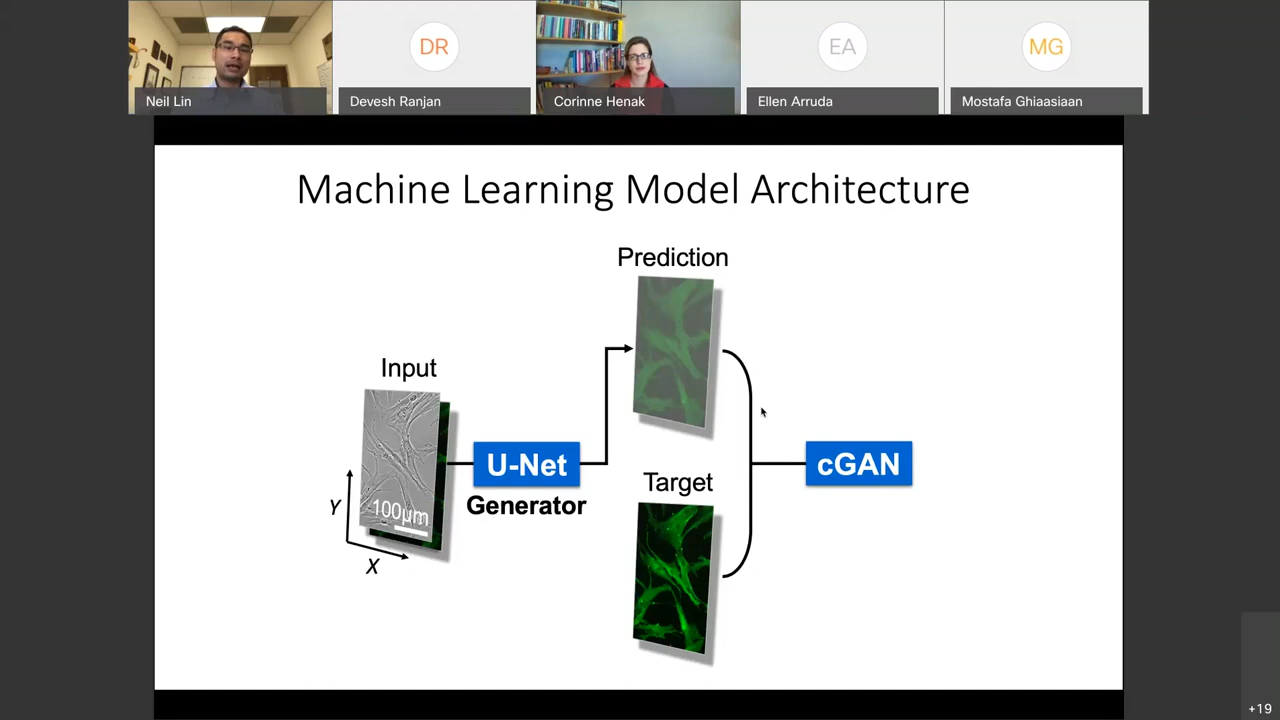 DR
EA
MG
Neil Lin
Devesh Ranjan
Corinne Henak
Ellen Arruda
Mostafa Ghiaasiaan
Machine Learning Model Architecture
Prediction
Input
U-Net
Generator
cGAN
Target
100μm
Y
X
+19